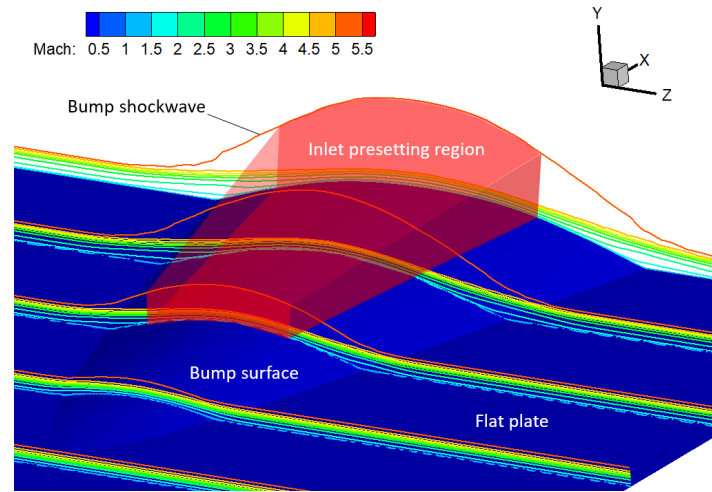 Mach: 0.5 1 1.5 2 2.5 3 3.5 4 4.5 5 5.5
Y
X
Z
Bump shockwave
Inlet presetting region
Bump surface
Flat plate